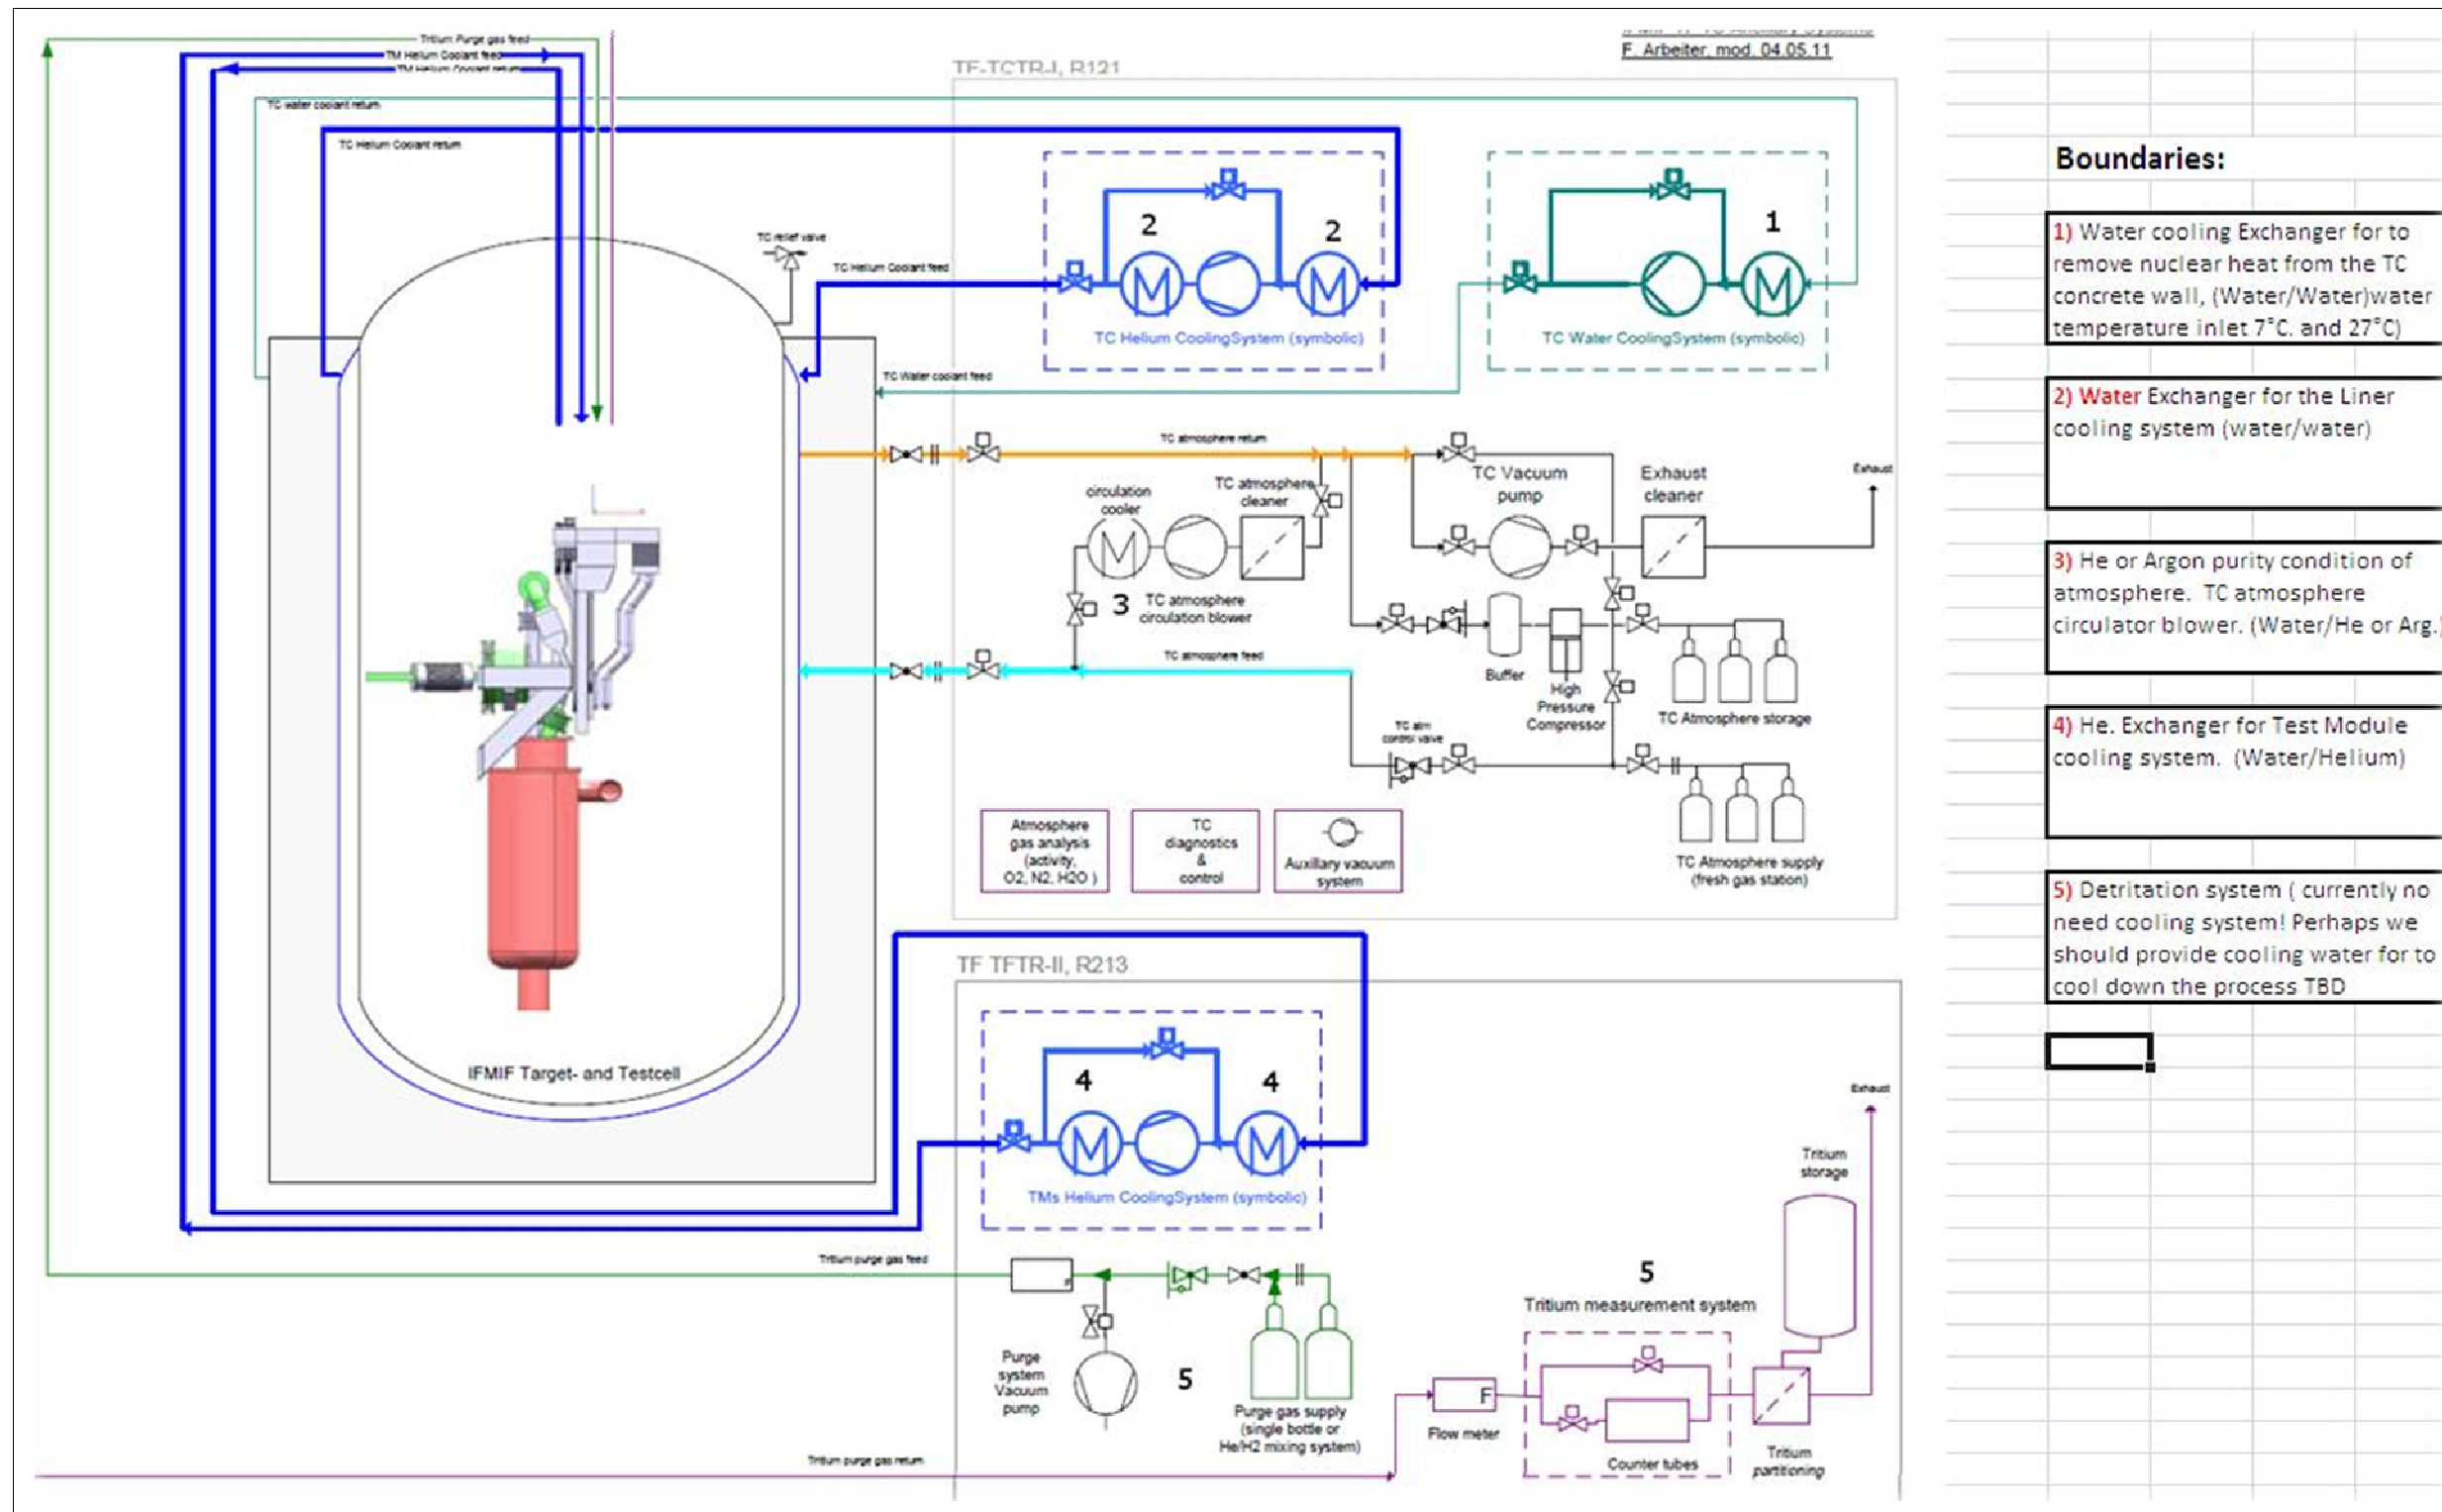 F. Arbeiter, mod. 04.05.11
Tritium Purge gas feed
TM Helium Coolant feed
TM Helium Coolant return
TC water coolant return
TC Helium Coolant return
TF-TCTR-I, R121
TC relief valve
TC Helium Coolant feed
2
2
TC Helium CoolingSystem (symbolic)
1
TC Water CoolingSystem (symbolic)
TC Water coolant feed
TC atmosphere return
circulation
cooler
TC atmosphere
cleaner
3
TC atmosphere
circulation blower
TC Vacuum
pump
Exhaust
cleaner
Exhaust
Buffer
High
Pressure
Compressor
TC Atmosphere storage
TC atmosphere feed
TC atm
control valve
TC Atmosphere supply
(fresh gas station)
Atmosphere
gas analysis
(activity,
O2, N2, H2O )
TC
diagnostics
&
control
Auxillary vacuum
system
IFMIF Target- and Testcell
TF TFTR-II, R213
4
4
TMs Helium CoolingSystem (symbolic)
Tritium purge gas feed
Purge
system
Vacuum
pump
5
Purge gas supply
(single bottle or
He/H2 mixing system)
Tritium purge gas return
F
Flow meter
5
Tritium measurement system
Counter tubes
Tritium
partitioning
Tritium
storage
Exhaust
Boundaries:
1) Water cooling Exchanger for to
remove nuclear heat from the TC
concrete wall, (Water/Water)water
temperature inlet 7°C. and 27°C)
2) Water Exchanger for the Liner
cooling system (water/water)
3) He or Argon purity condition of
atmosphere. TC atmosphere
circulator blower. (Water/He or Arg.)
4) He. Exchanger for Test Module
cooling system. (Water/Helium)
5) Detritation system ( currently no
need cooling system! Perhaps we
should provide cooling water for to
cool down the process TBD